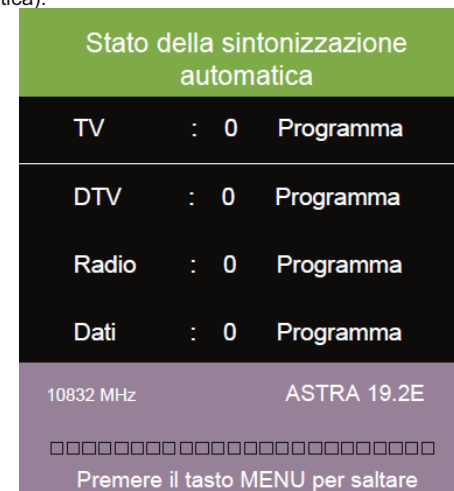 tica).
Stato della sintonizzazione
automatica
TV : 0 Programma
DTV : 0 Programma
Radio : 0 Programma
Dati : 0 Programma
10832 MHz ASTRA 19.2E
Premere il tasto MENU per saltare